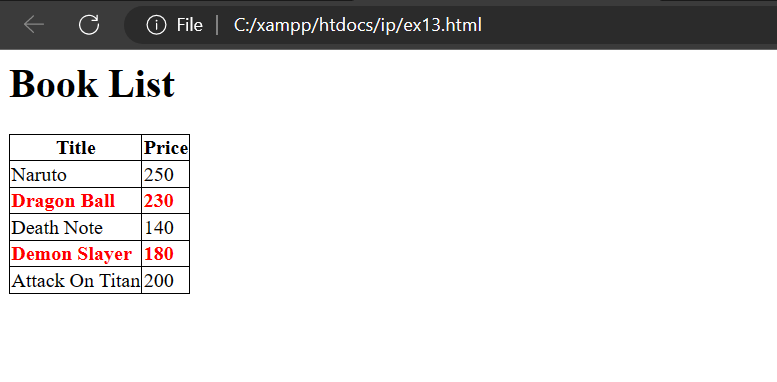 File C:/xampp/htdocs/ip/ex13.html
Book List
Title Price
Naruto 250
Dragon Ball 230
Death Note 140
Demon Slayer 180
Attack On Titan 200